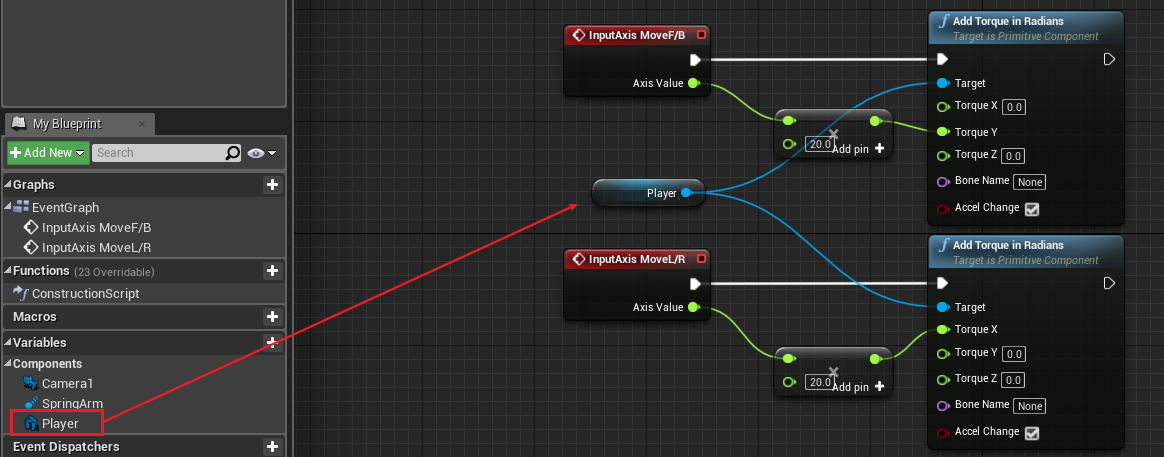 My Blueprint
Add New
Search
Graphs
EventGraph
InputAxis MoveF/B
InputAxis MoveL/R
Functions (23 Overridable)
ConstructionScript
Macros
Variables
Components
Camera1
SpringArm
Player
Event Dispatchers
InputAxis MoveF/B
Axis Value
20.0
Add pin
Add Torque in Radians
Target is Primitive Component
Target
Torque X 0.0
Torque Y
Torque Z 0.0
Bone Name None
Accel Change
Player
InputAxis MoveL/R
Axis Value
20.0
Add pin
Add Torque in Radians
Target is Primitive Component
Target
Torque X
Torque Y 0.0
Torque Z 0.0
Bone Name None
Accel Change